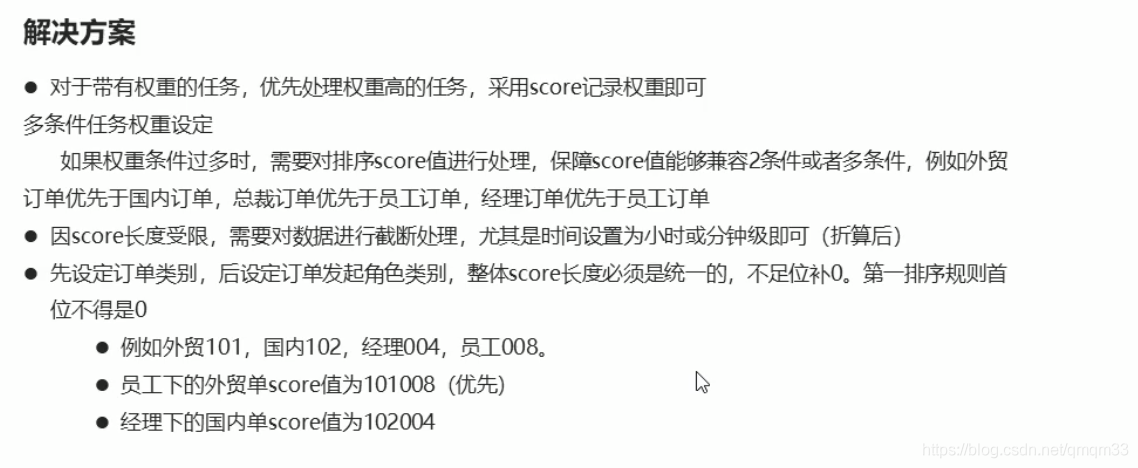 解决方案
● 对于带有权重的任务，优先处理权重高的任务，采用score记录权重即可
多条件任务权重设定
如果权重条件过多时，需要对排序score值进行处理，保障score值能够兼容2条件或者多条件，例如外贸
订单优先于国内订单，总裁订单优先于员工订单，经理订单优先于员工订单
● 因score长度受限，需要对数据进行截断处理，尤其是时间设置为小时或分钟级即可（折算后）
● 先设定订单类别，后设定订单发起角色类别，整体score长度必须是统一的，不足位补0。第一排序规则首
位不得是0
● 例如外贸101，国内102，经理004，员工008。
● 员工下的外贸单score值为101008（优先）
● 经理下的国内单score值为102004
https://blog.csdn.net/qmqm33